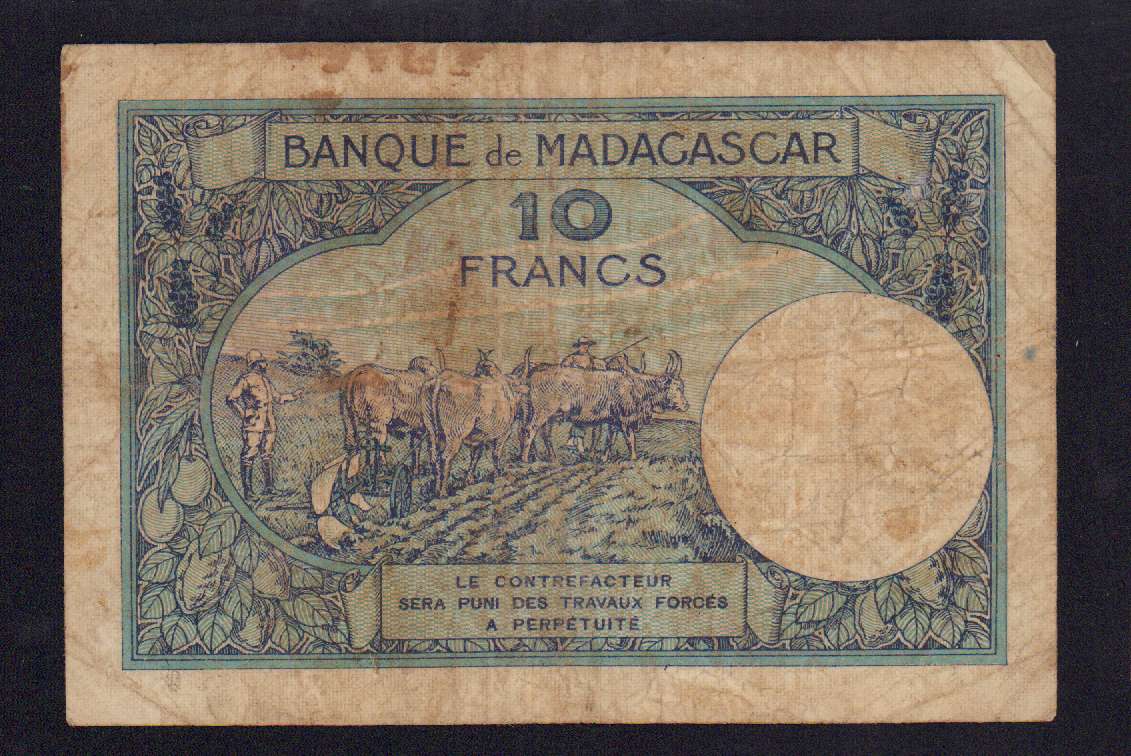 BANQUE de MADAGASCAR
10
FRANCS
LE CONTREFACTEUR
SERA PUNI DES TRAVAUX FORCÉS
A PERPÉTUITÉ